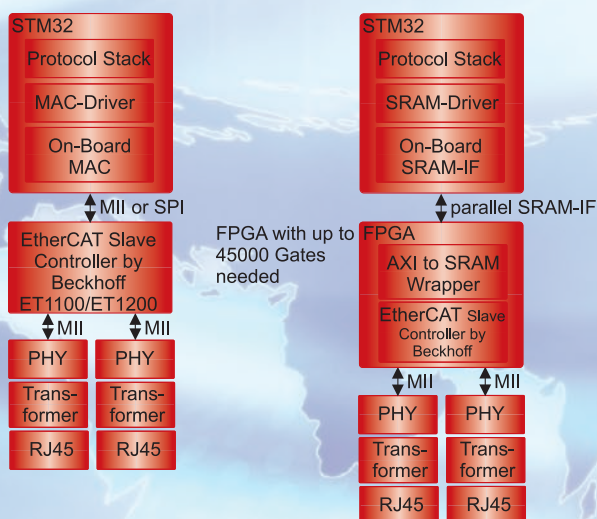 STM32
Protocol Stack
MAC-Driver
On-Board
MAC
MII or SPI
EtherCAT Slave
Controller by
Beckhoff
ET1100/ET1200
MII
MII
PHY
PHY
Trans-
former
Trans-
former
RJ45
RJ45
STM32
Protocol Stack
SRAM-Driver
On-Board
SRAM-IF
parallel SRAM-IF
FPGA with up to
45000 Gates
needed
FPGA
AXI to SRAM
Wrapper
EtherCAT Slave
Controller by
Beckhoff
MII
MII
PHY
PHY
Trans-
former
Trans-
former
RJ45
RJ45